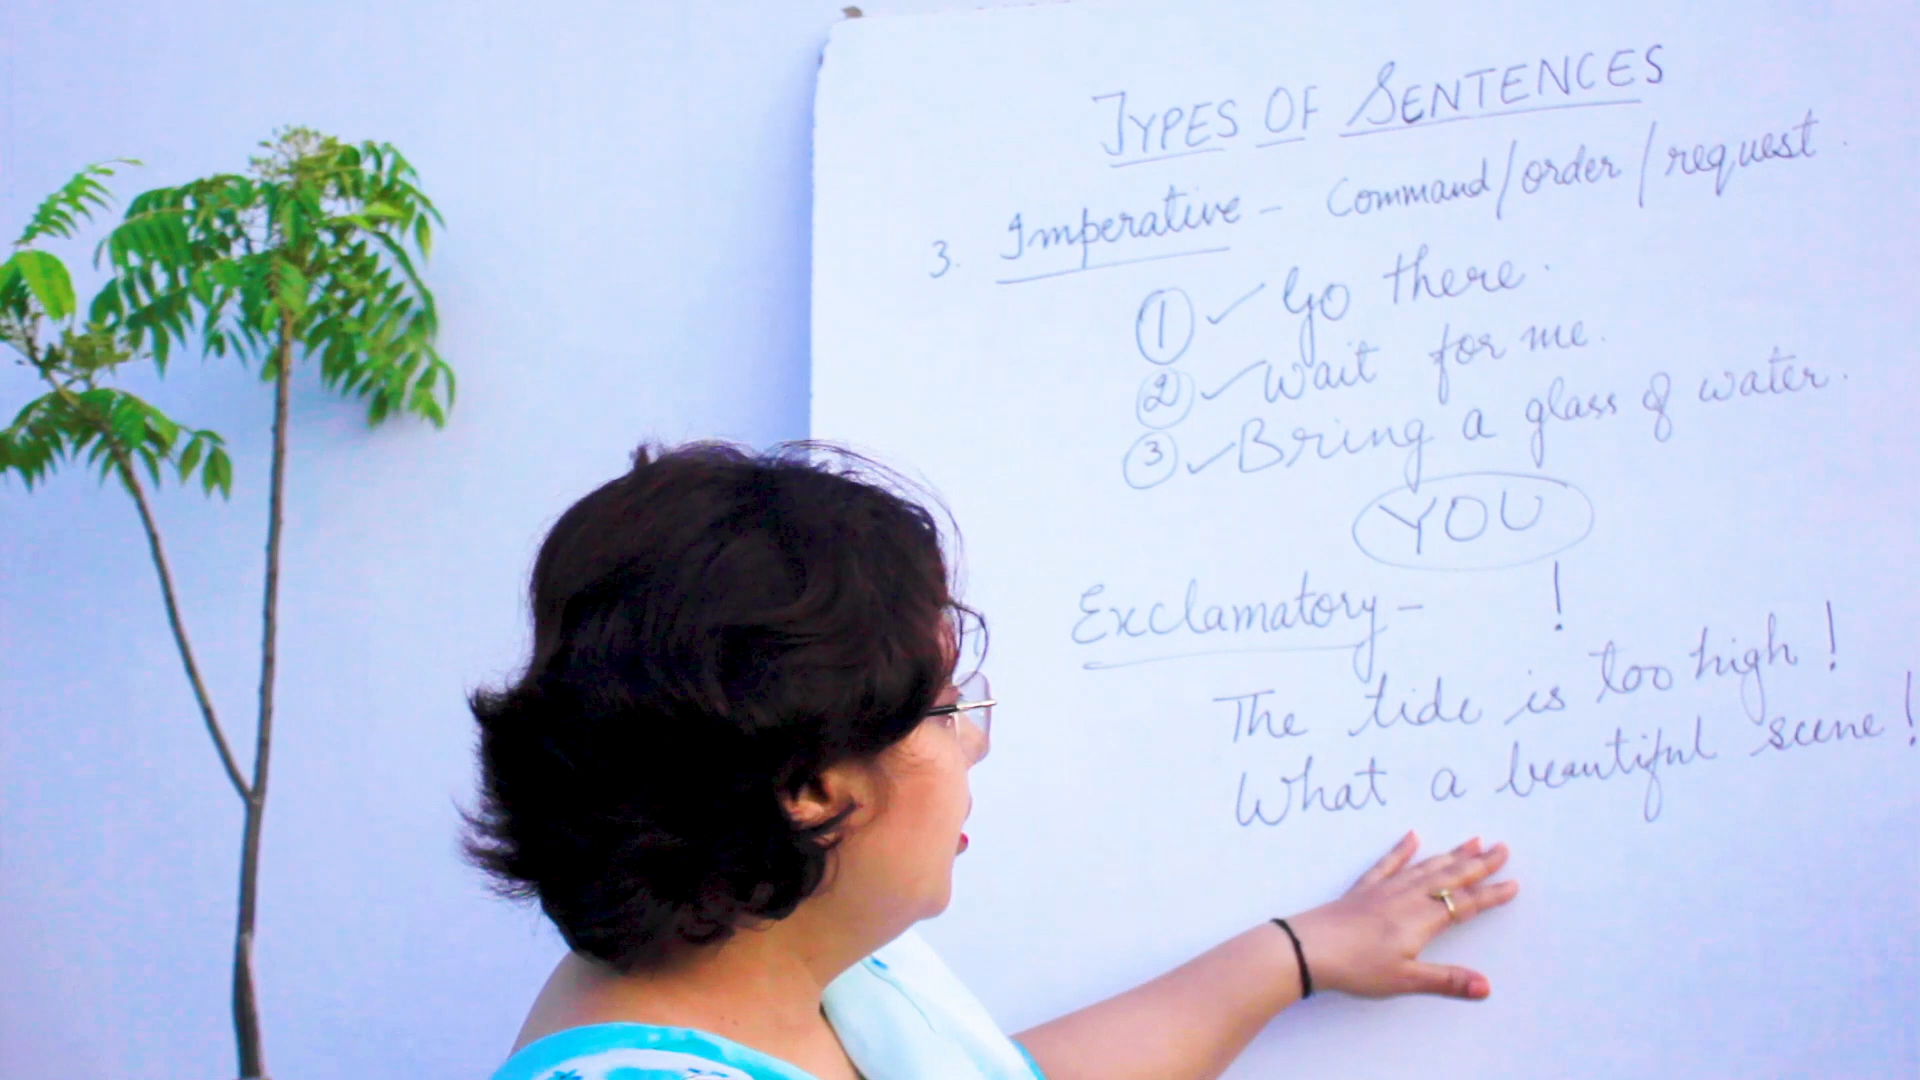 TYPES OF SENTENCES
3. Imperative - Command/order/request.
1 ✓ Go there.
2 ✓ Wait for me.
3 ✓ Bring a glass of water.
YOU
Exclamatory - !
The tide is too high!
What a beautiful scene!